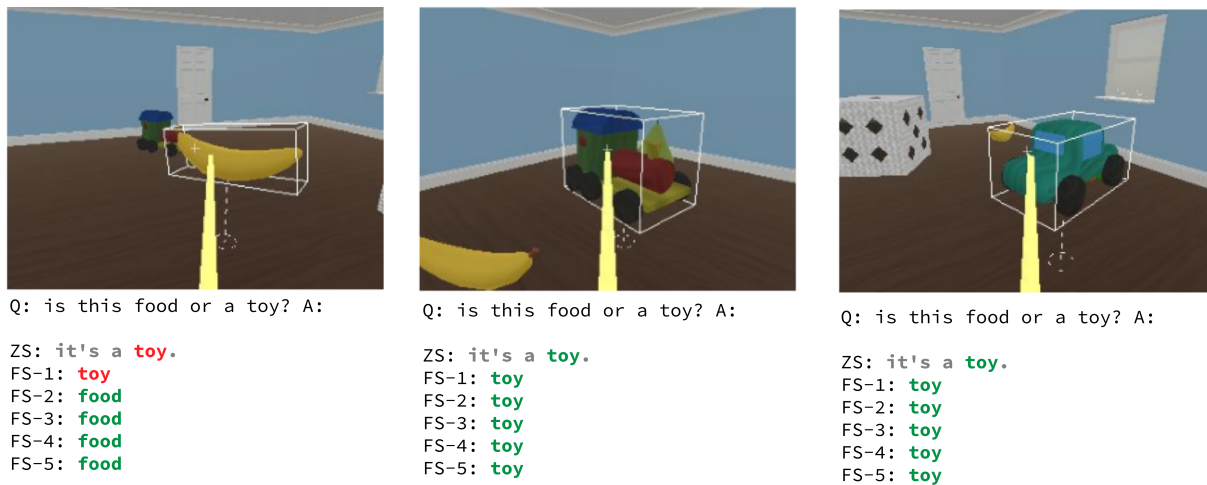 Q: is this food or a toy? A:
ZS: it's a toy.
FS-1: toy
FS-2: food
FS-3: food
FS-4: food
FS-5: food
Q: is this food or a toy? A:
ZS: it's a toy.
FS-1: toy
FS-2: toy
FS-3: toy
FS-4: toy
FS-5: toy
Q: is this food or a toy? A:
ZS: it's a toy.
FS-1: toy
FS-2: toy
FS-3: toy
FS-4: toy
FS-5: toy